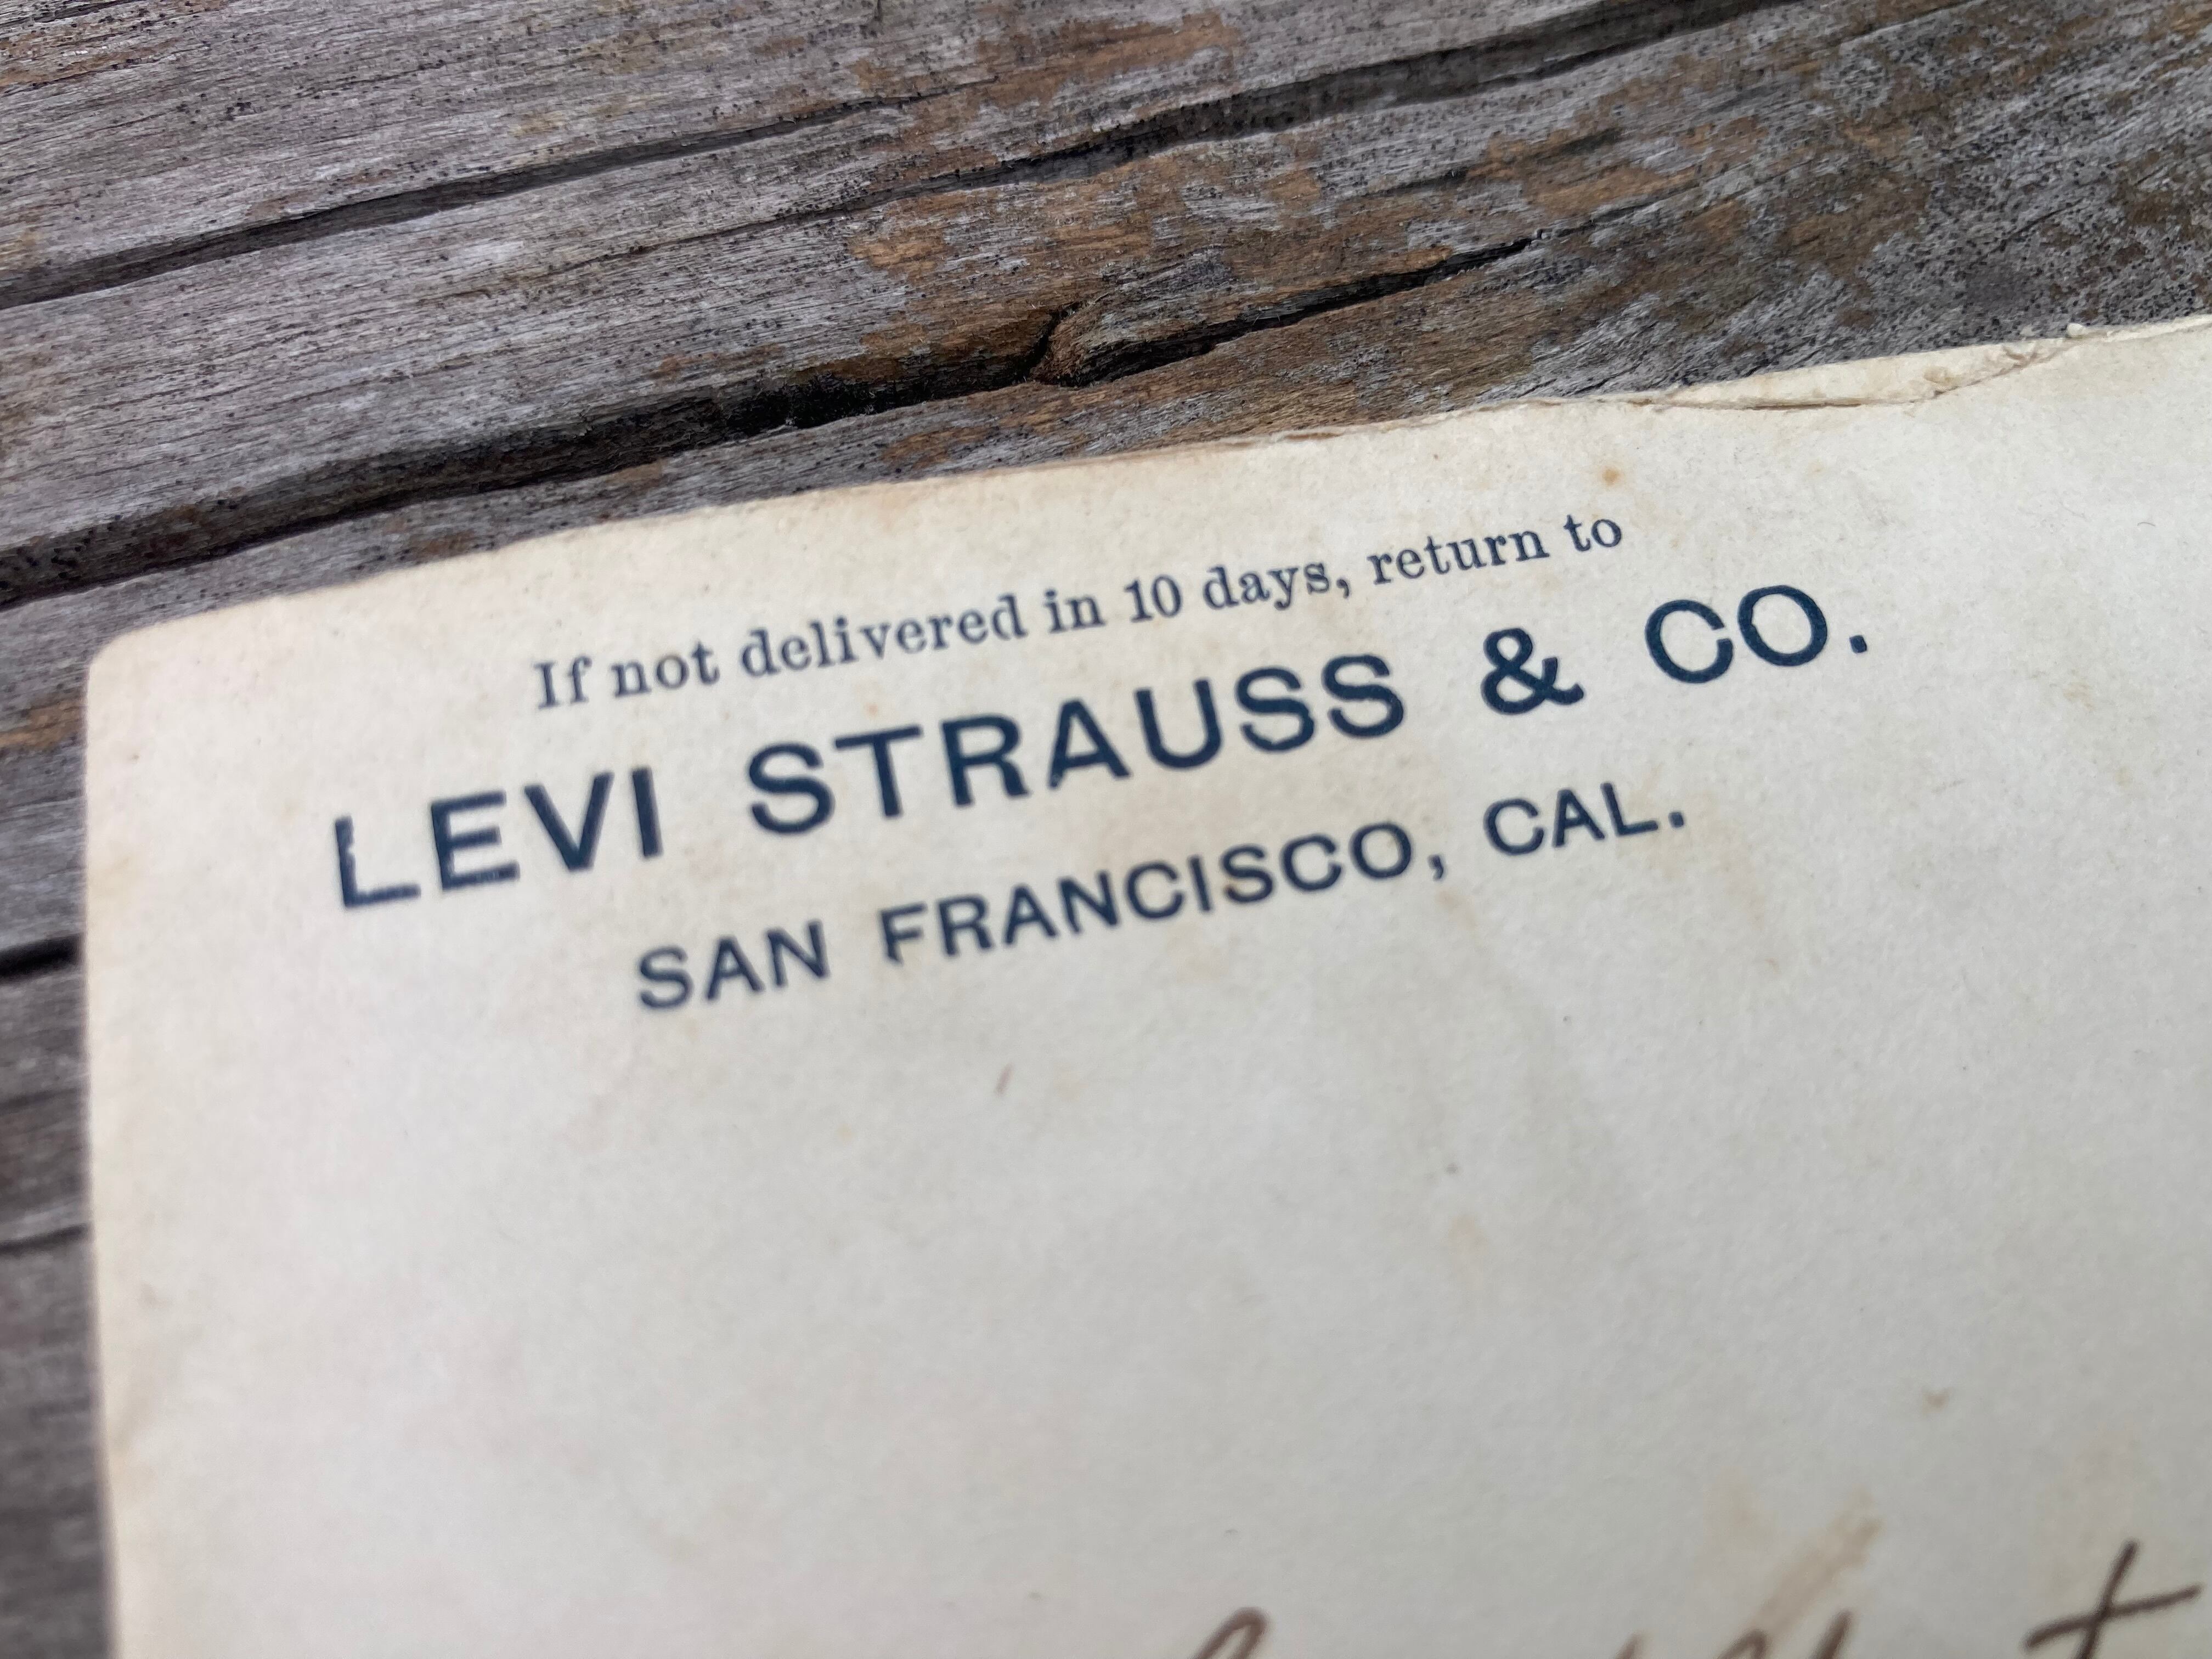 If not delivered in 10 days, return to
LEVI STRAUSS & CO.
SAN FRANCISCO, CAL.